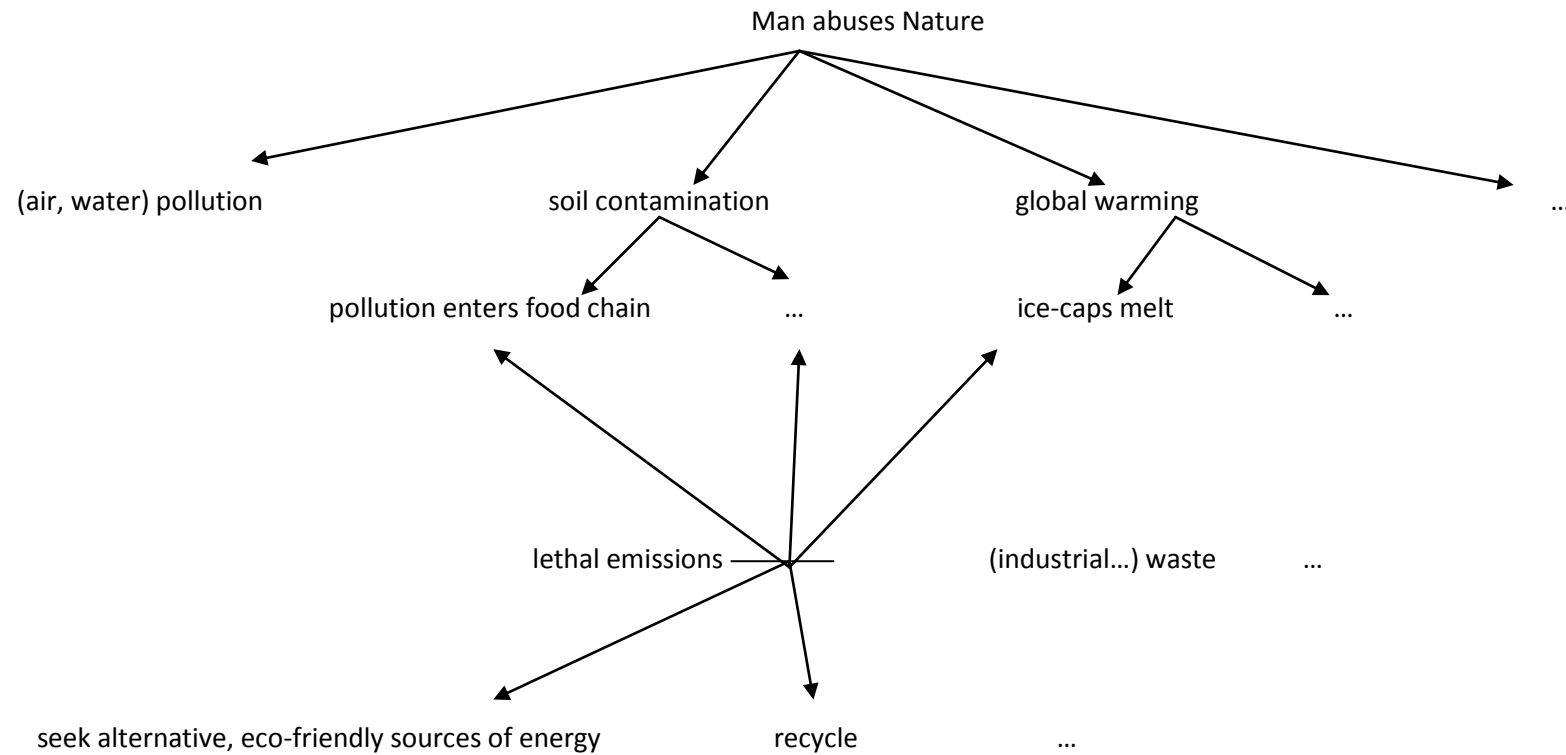 Man abuses Nature
(air, water) pollution soil contamination global warming …
pollution enters food chain … ice-caps melt …
lethal emissions (industrial…) waste …
seek alternative, eco-friendly sources of energy recycle …